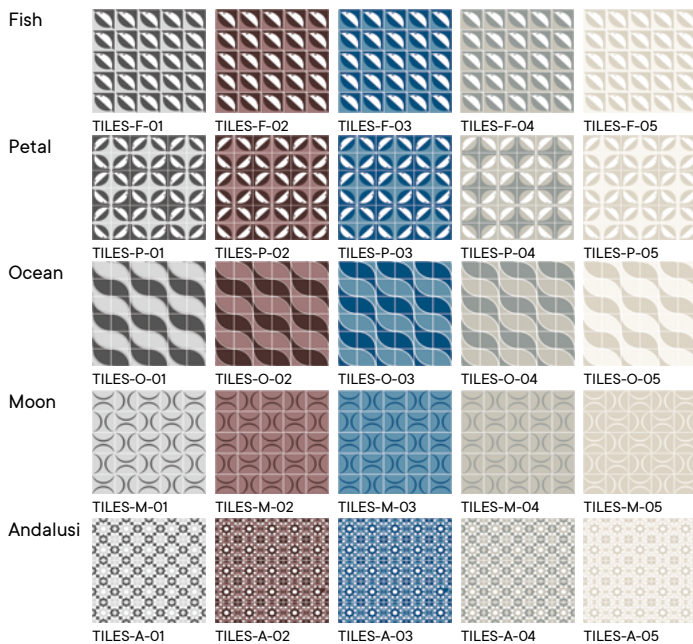 Fish
TILES-F-01 TILES-F-02 TILES-F-03 TILES-F-04 TILES-F-05
Petal
TILES-P-01 TILES-P-02 TILES-P-03 TILES-P-04 TILES-P-05
Ocean
TILES-O-01 TILES-O-02 TILES-O-03 TILES-O-04 TILES-O-05
Moon
TILES-M-01 TILES-M-02 TILES-M-03 TILES-M-04 TILES-M-05
Andalusi
TILES-A-01 TILES-A-02 TILES-A-03 TILES-A-04 TILES-A-05